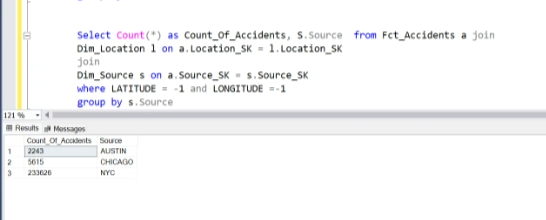 Select Count(*) as Count_Of_Accidents, S.Source from Fct_Accidents a join
Dim_Location l on a.Location_SK = l.Location_SK
join
Dim_Source s on a.Source_SK = s.Source_SK
where LATITUDE = -1 and LONGITUDE =-1
group by s.Source
121 %
Results Messages
Count_Of_Accidents Source
1 2243 AUSTIN
2 5615 CHICAGO
3 233626 NYC